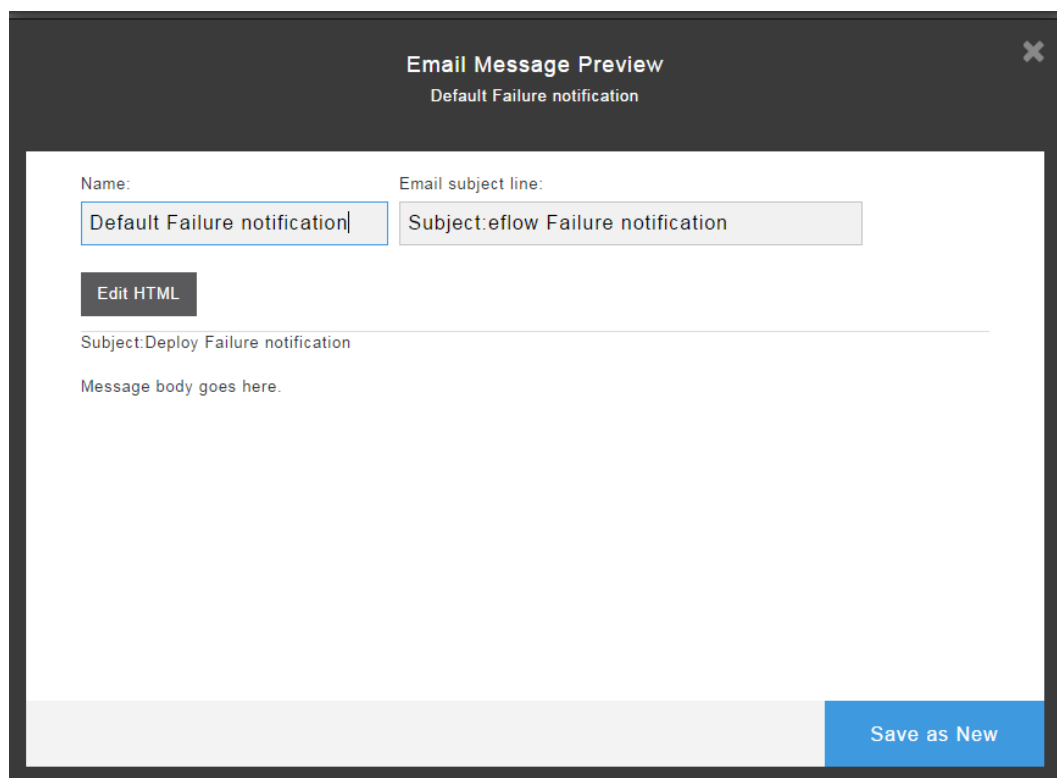 Email Message Preview
Default Failure notification
Name:
Email subject line:
Default Failure notification
Subject:eflow Failure notification
Edit HTML
Subject:Deploy Failure notification
Message body goes here.
Save as New